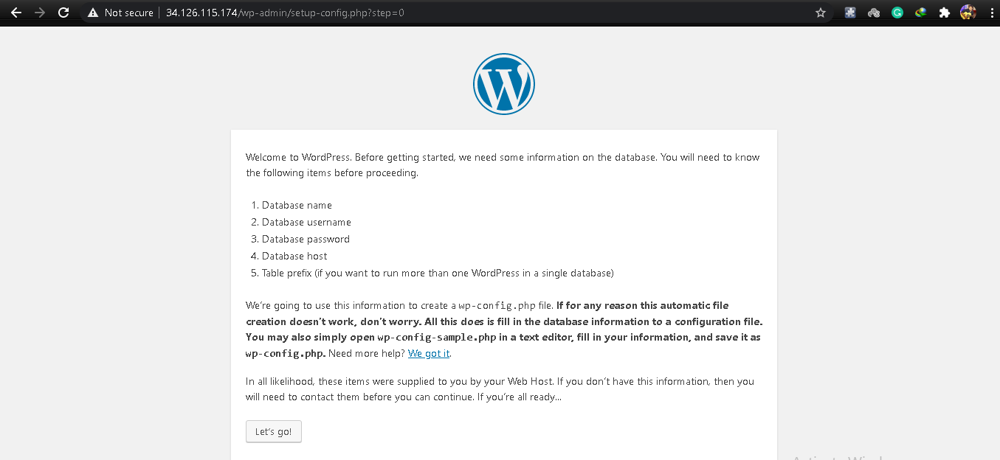 Not secure | 34.126.115.174/wp-admin/setup-config.php?step=0
Welcome to WordPress. Before getting started, we need some information on the database. You will need to know
the following items before proceeding.
1. Database name
2. Database username
3. Database password
4. Database host
5. Table prefix (if you want to run more than one WordPress in a single database)
We're going to use this information to create a wp-config.php file. If for any reason this automatic file
creation doesn't work, don't worry. All this does is fill in the database information to a configuration file.
You may also simply open wp-config-sample.php in a text editor, fill in your information, and save it as
wp-config.php. Need more help? We got it.
In all likelihood, these items were supplied to you by your Web Host. If you don't have this information, then you
will need to contact them before you can continue. If you're all ready…
Let's go!